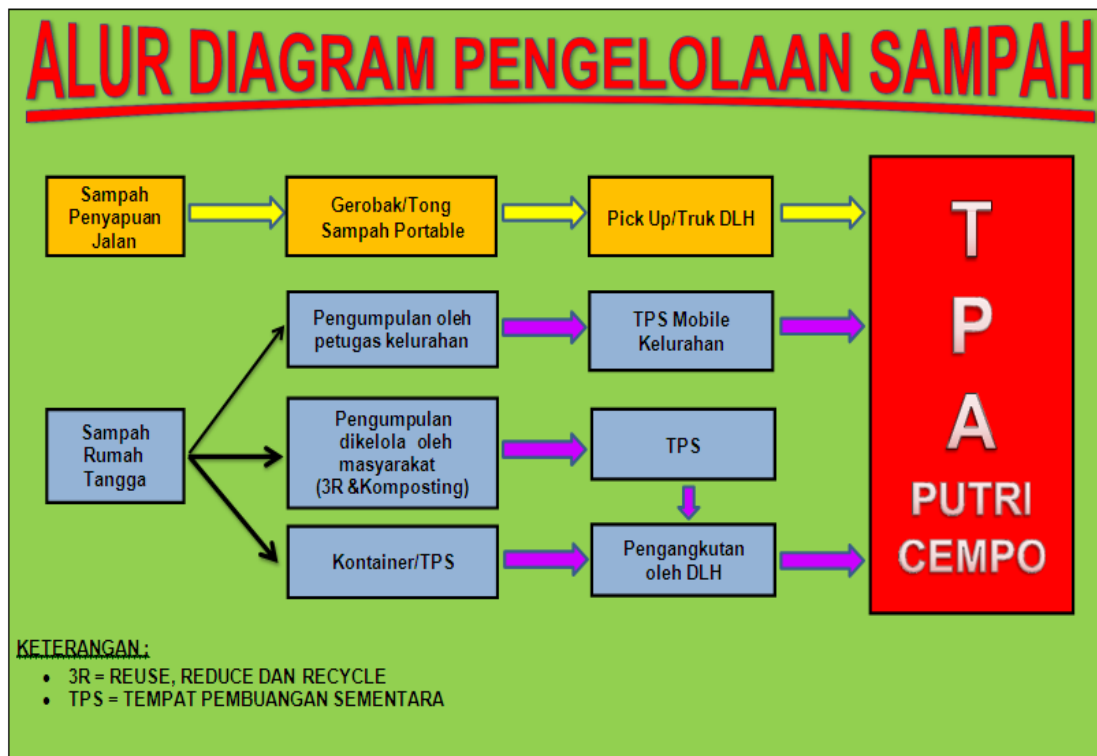 ALUR DIAGRAM PENGELOLAAN SAMPAH
Sampah
Penyapuan
Jalan
Gerobak/Tong
Sampah Portable
Pick Up/Truk DLH
Pengumpulan oleh
petugas kelurahan
TPS Mobile
Kelurahan
Sampah
Rumah
Tangga
Pengumpulan
dikelola oleh
masyarakat
(3R &Komposting)
TPS
Kontainer/TPS
Pengangkutan
oleh DLH
T
P
A
PUTRI
CEMPO
KETERANGAN :
• 3R = REUSE, REDUCE DAN RECYCLE
• TPS = TEMPAT PEMBUANGAN SEMENTARA